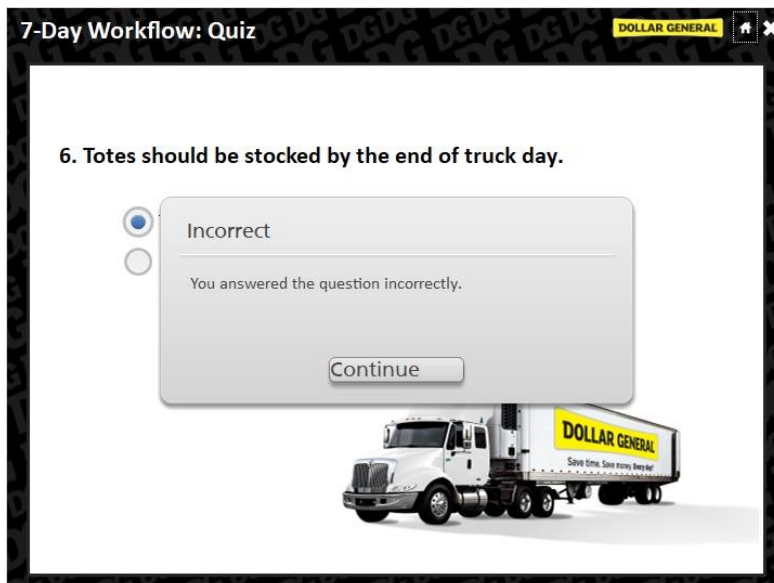 7-Day Workflow: Quiz
DOLLAR GENERAL
6. Totes should be stocked by the end of truck day.
Incorrect
You answered the question incorrectly.
Continue
DOLLAR GENERAL
Save time. Save money. Every day!